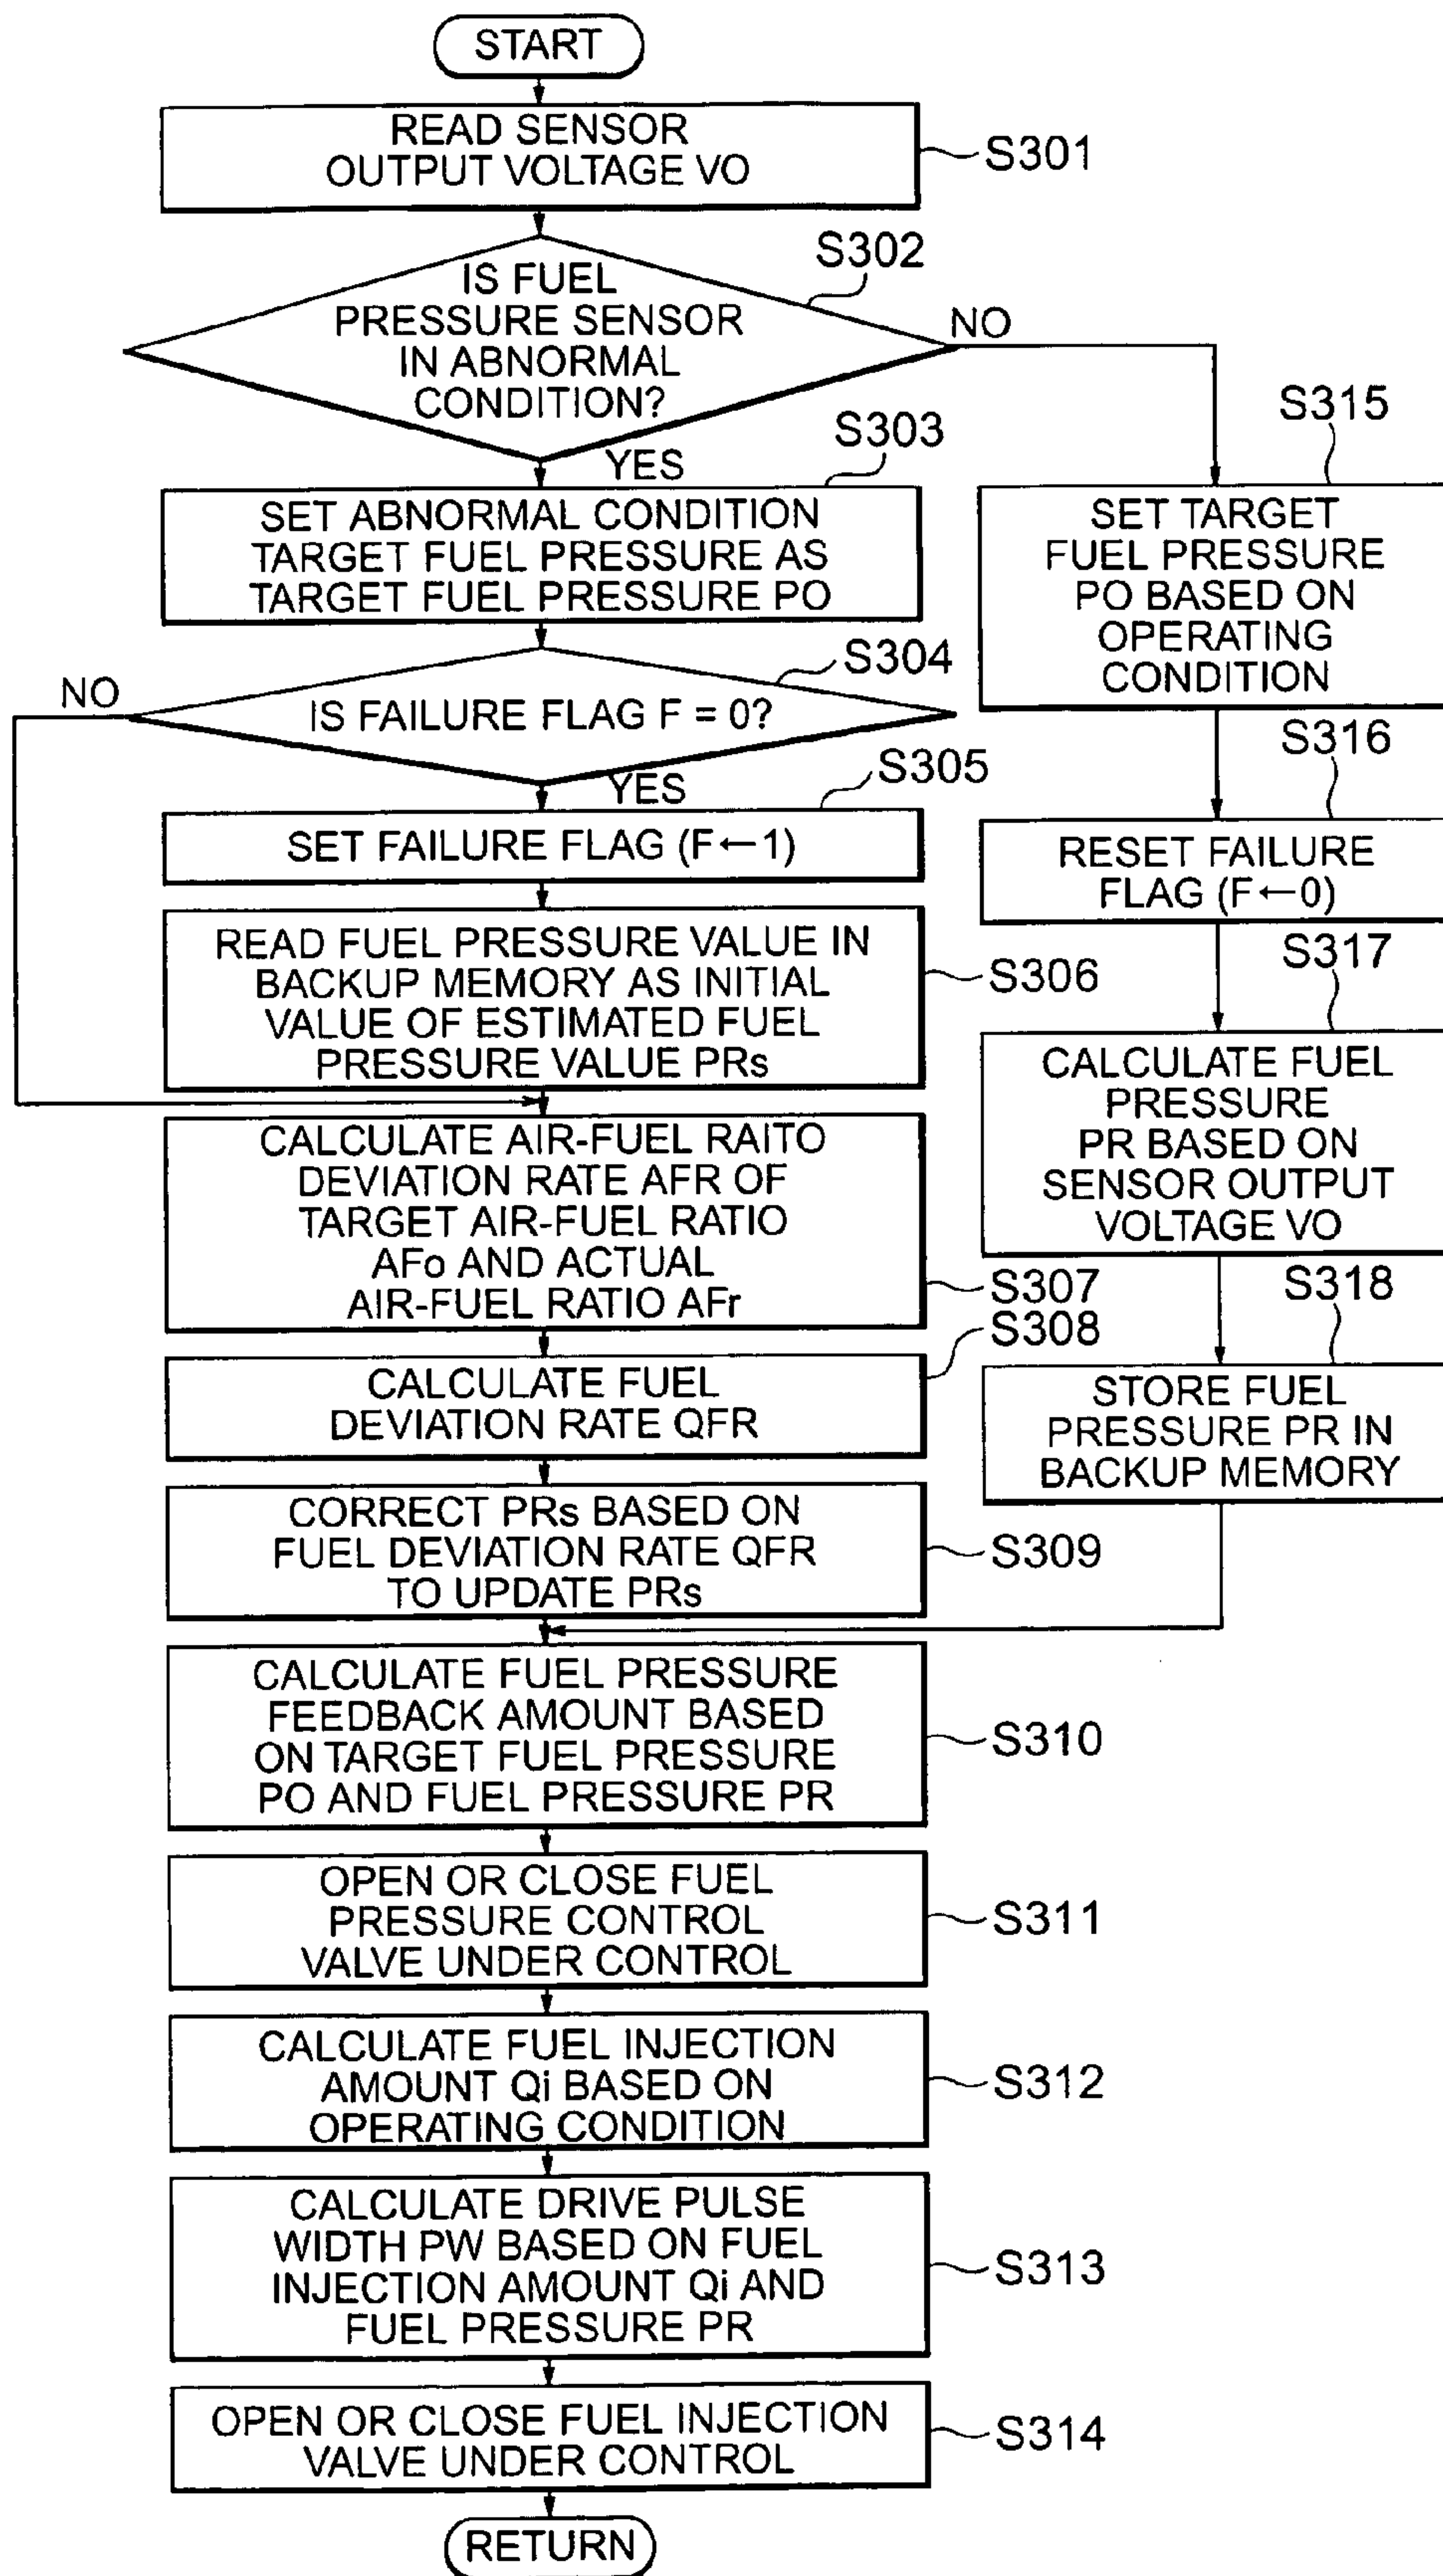 START
READ SENSOR
OUTPUT VOLTAGE VO
S301
IS FUEL
PRESSURE SENSOR
IN ABNORMAL
CONDITION?
S302
NO
YES
S303
SET ABNORMAL CONDITION
TARGET FUEL PRESSURE AS
TARGET FUEL PRESSURE PO
S304
NO
IS FAILURE FLAG F = 0?
YES
S305
SET FAILURE FLAG (F←1)
READ FUEL PRESSURE VALUE IN
BACKUP MEMORY AS INITIAL
VALUE OF ESTIMATED FUEL
PRESSURE VALUE PRs
S306
CALCULATE AIR-FUEL RAITO
DEVIATION RATE AFR OF
TARGET AIR-FUEL RATIO
AFo AND ACTUAL
AIR-FUEL RATIO AFr
S307
S308
CALCULATE FUEL
DEVIATION RATE QFR
CORRECT PRs BASED ON
FUEL DEVIATION RATE QFR
TO UPDATE PRs
S309
S315
SET TARGET
FUEL PRESSURE
PO BASED ON
OPERATING
CONDITION
S316
RESET FAILURE
FLAG (F←0)
S317
CALCULATE FUEL
PRESSURE
PR BASED ON
SENSOR OUTPUT
VOLTAGE VO
S318
STORE FUEL
PRESSURE PR IN
BACKUP MEMORY
CALCULATE FUEL PRESSURE
FEEDBACK AMOUNT BASED
ON TARGET FUEL PRESSURE
PO AND FUEL PRESSURE PR
S310
OPEN OR CLOSE FUEL
PRESSURE CONTROL
VALVE UNDER CONTROL
S311
CALCULATE FUEL INJECTION
AMOUNT Qi BASED ON
OPERATING CONDITION
S312
CALCULATE DRIVE PULSE
WIDTH PW BASED ON FUEL
INJECTION AMOUNT Qi AND
FUEL PRESSURE PR
S313
OPEN OR CLOSE FUEL INJECTION
VALVE UNDER CONTROL
S314
RETURN